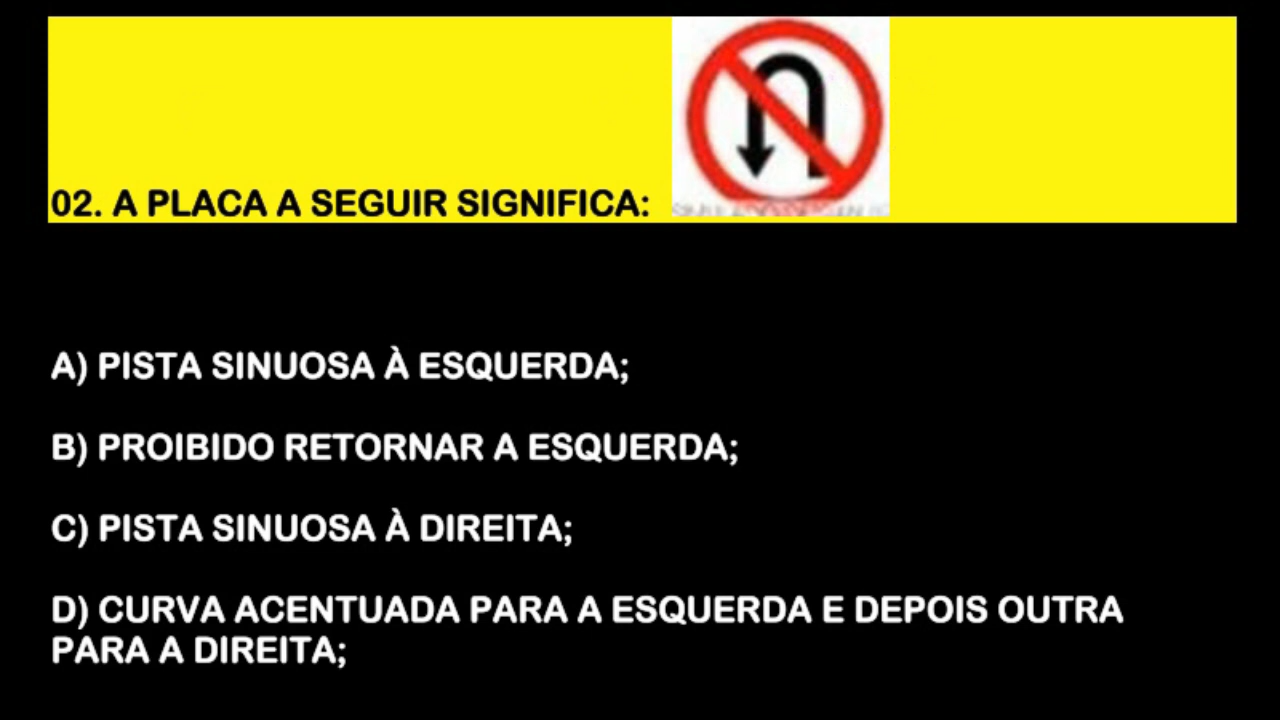 02. A PLACA A SEGUIR SIGNIFICA:
A) PISTA SINUOSA À ESQUERDA;
B) PROIBIDO RETORNAR A ESQUERDA;
C) PISTA SINUOSA À DIREITA;
D) CURVA ACENTUADA PARA A ESQUERDA E DEPOIS OUTRA
PARA A DIREITA;